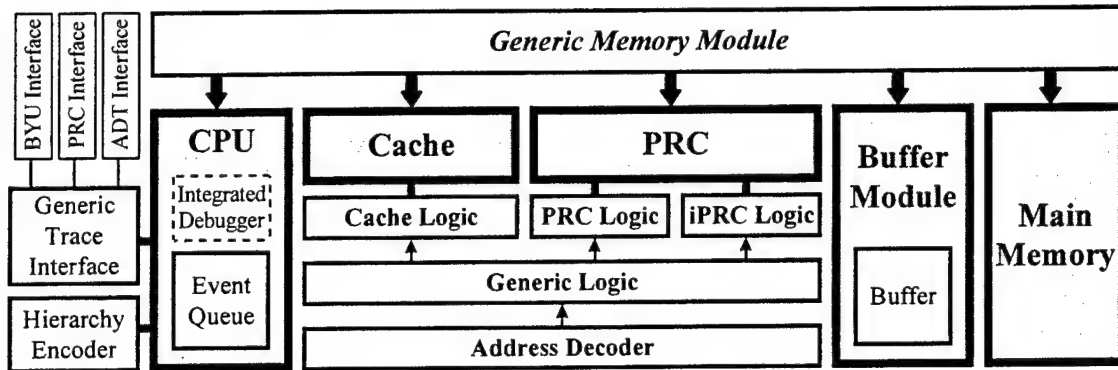 Generic Memory Module
BYU Interface
PRC Interface
ADT Interface
CPU
Integrated
Debugger
Event
Queue
Generic
Trace
Interface
Hierarchy
Encoder
Cache
PRC
Cache Logic
PRC Logic
iPRC Logic
Generic Logic
Address Decoder
Buffer
Module
Buffer
Main
Memory